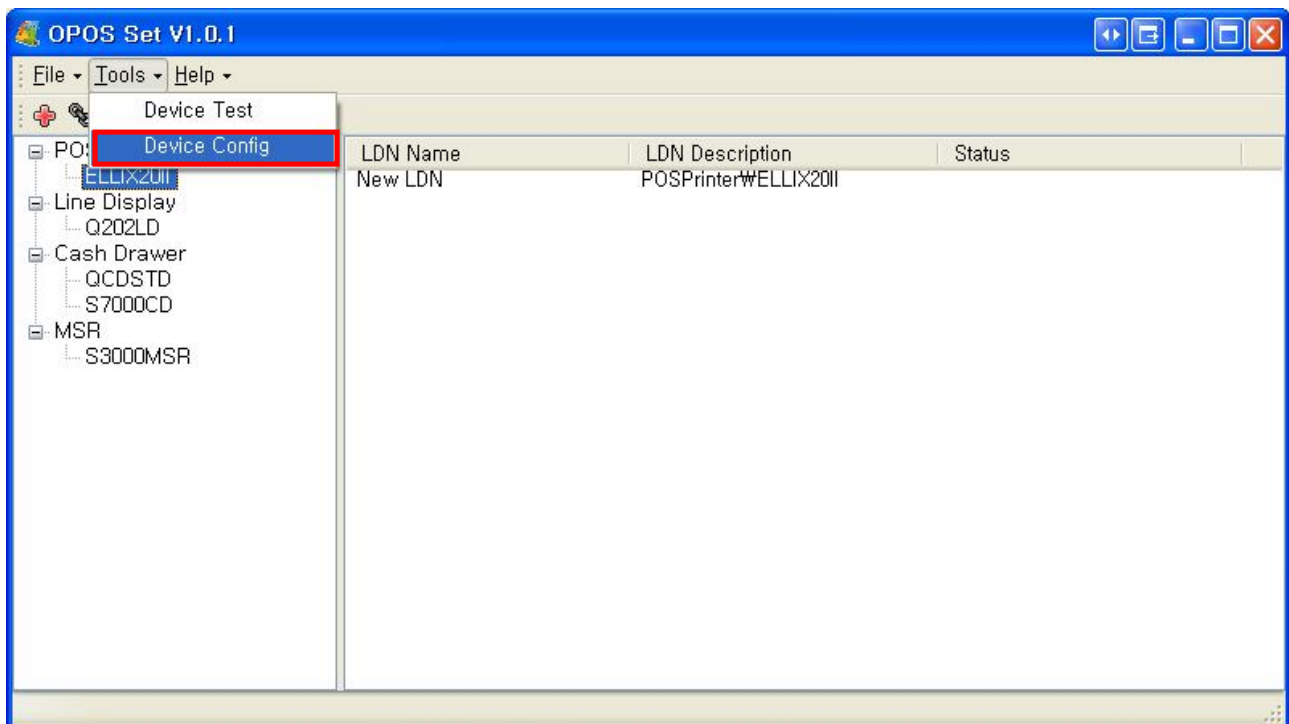 OPOS Set V1.0.1
File Tools Help
Device Test
Device Config
LDN Name LDN Description Status
New LDN POSPrinter₩ELLIX20II
ELLIX20II
Line Display
Q202LD
Cash Drawer
QCDSTD
S7000CD
MSR
S3000MSR